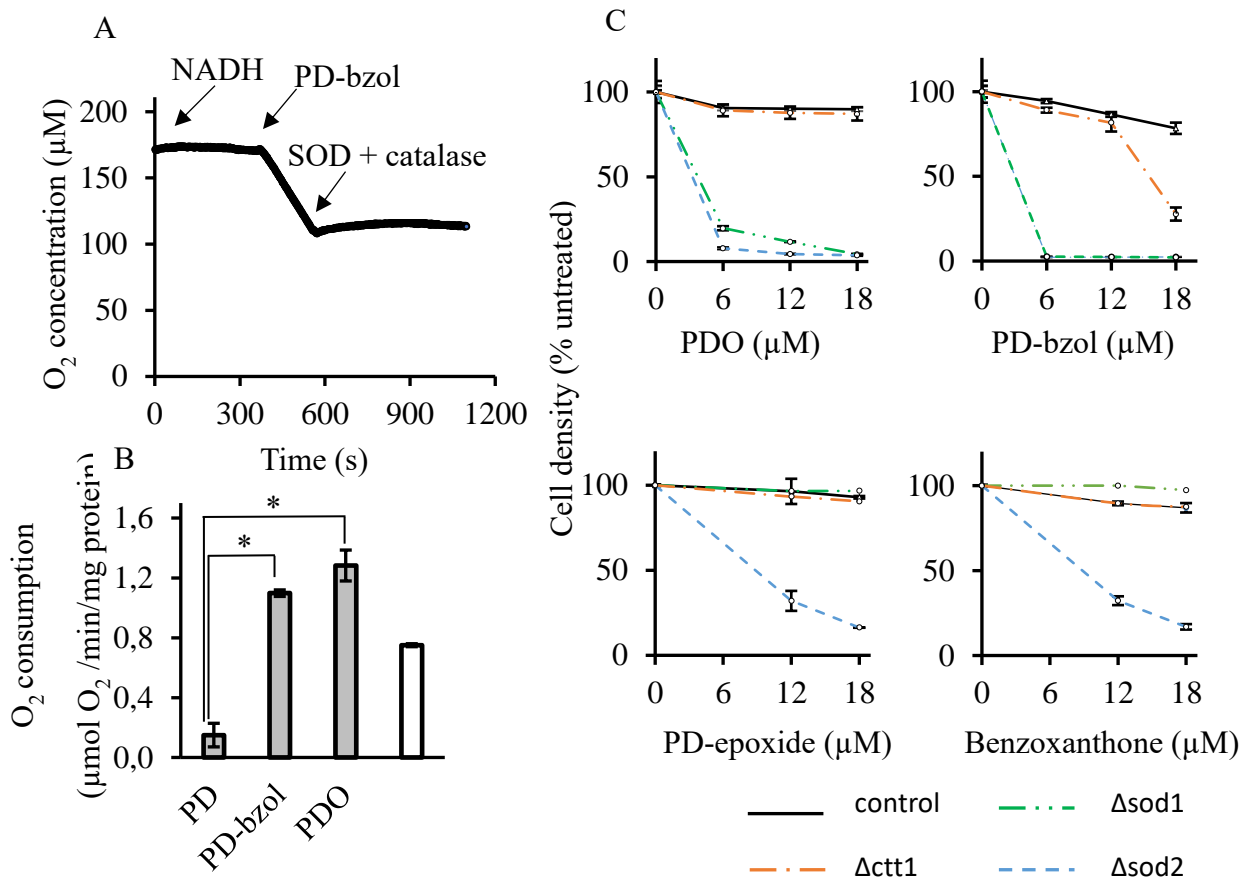 A
NADH
PD-bzol
SOD + catalase
O₂ concentration (µM)
200
150
100
50
0
0 300 600 900 1200
Time (s)
B
O₂ consumption
(µmol O₂ /min/mg protein)
1,6
1,2
0,8
0,4
0,0
*
*
PD
PD-bzol
PDO
C
Cell density (% untreated)
100
50
0
0 6 12 18
PDO (µM)
100
50
0
0 6 12 18
PD-bzol (µM)
100
50
0
0 6 12 18
PD-epoxide (µM)
100
50
0
0 6 12 18
Benzoxanthone (µM)
control
Δsod1
Δctt1
Δsod2